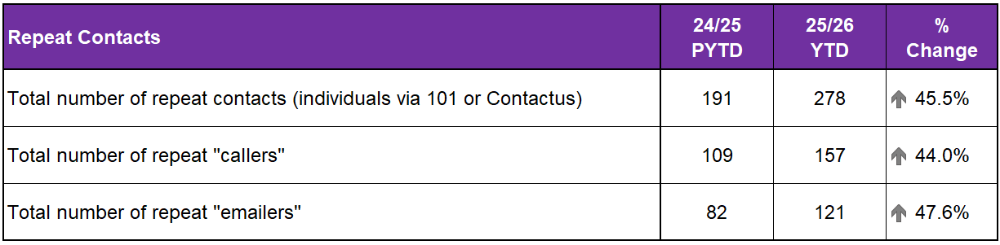 Repeat Contacts 24/25 PYTD 25/26 YTD % Change
Total number of repeat contacts (individuals via 101 or Contactus) 191 278 45.5%
Total number of repeat "callers" 109 157 44.0%
Total number of repeat "emailers" 82 121 47.6%